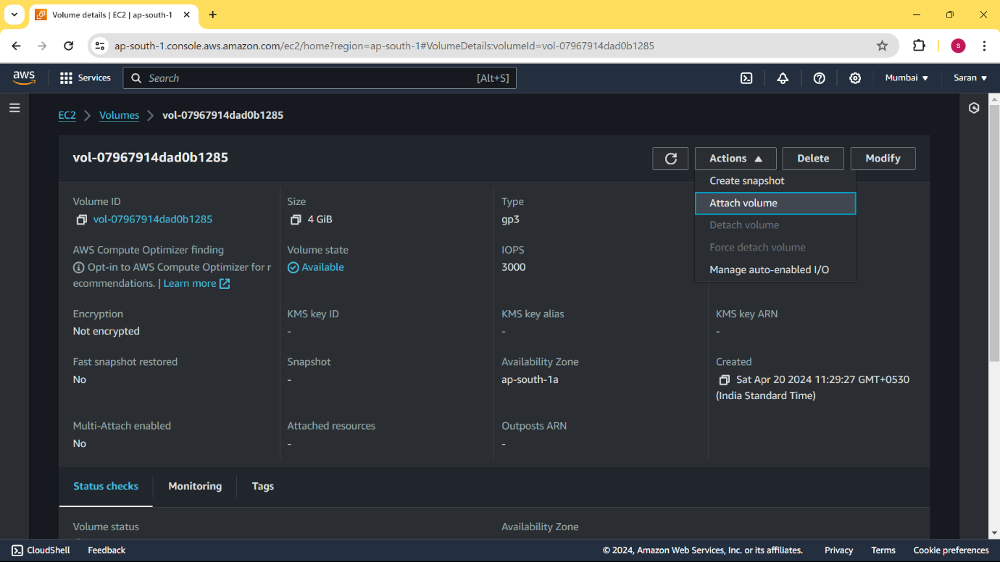 Volume details | EC2 | ap-south-1
ap-south-1.console.aws.amazon.com/ec2/home?region=ap-south-1#VolumeDetails:volumeId=vol-07967914dad0b1285
S
aws
Services
Search
[Alt+S]
Mumbai
Saran
EC2
Volumes
vol-07967914dad0b1285
vol-07967914dad0b1285
Actions
Delete
Modify
Create snapshot
Attach volume
Detach volume
Force detach volume
Manage auto-enabled I/O
Volume ID
vol-07967914dad0b1285
Size
4 GiB
Type
gp3
AWS Compute Optimizer finding
Opt-in to AWS Compute Optimizer for r
ecommendations. | Learn more
Volume state
Available
IOPS
3000
Encryption
Not encrypted
KMS key ID
-
KMS key alias
-
KMS key ARN
-
Fast snapshot restored
No
Snapshot
-
Availability Zone
ap-south-1a
Created
Sat Apr 20 2024 11:29:27 GMT+0530
(India Standard Time)
Multi-Attach enabled
No
Attached resources
-
Outposts ARN
-
Status checks
Monitoring
Tags
Volume status
Availability Zone
CloudShell
Feedback
© 2024, Amazon Web Services, Inc. or its affiliates.
Privacy
Terms
Cookie preferences